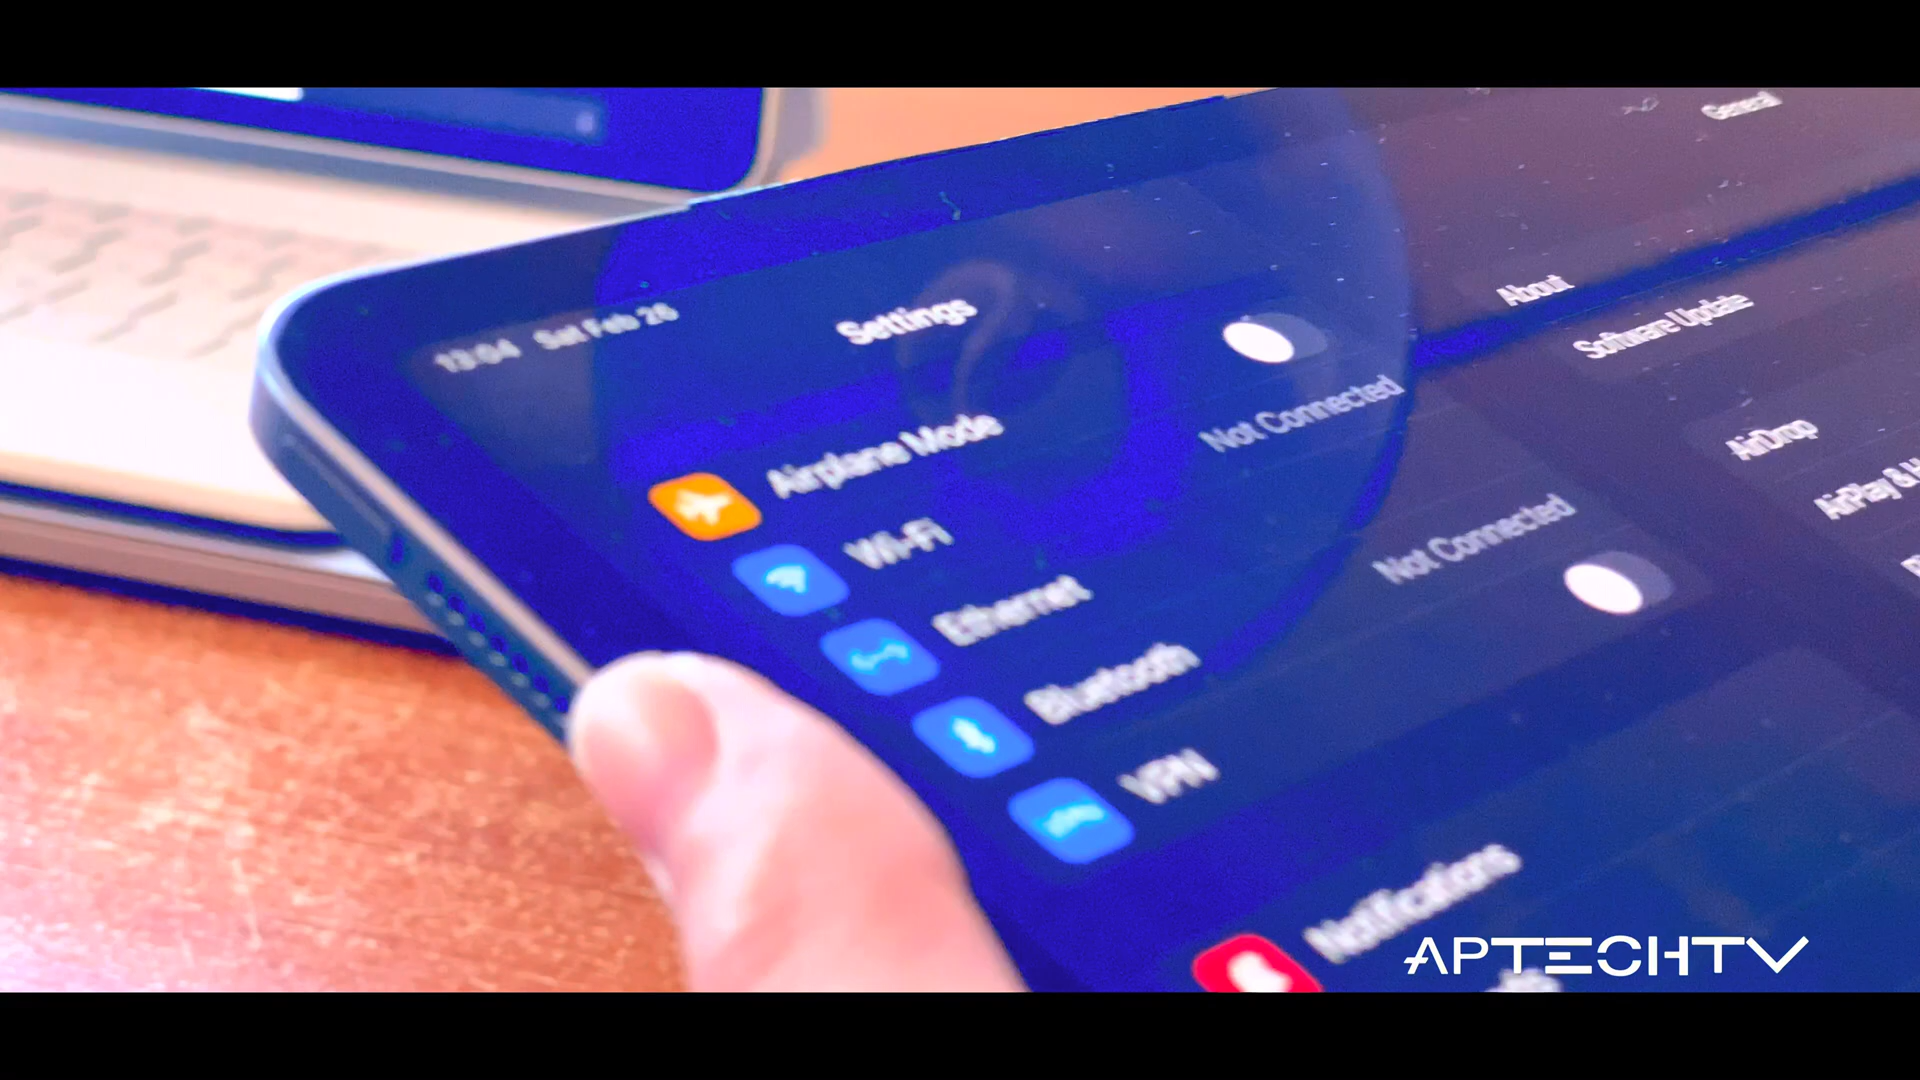 13:04 Sat Feb 26
Settings
Airplane Mode
Wi-Fi
Not Connected
Ethernet
Bluetooth
Not Connected
VPN
Notifications
General
About
Software Update
AirDrop
AirPlay &
APTECHTV